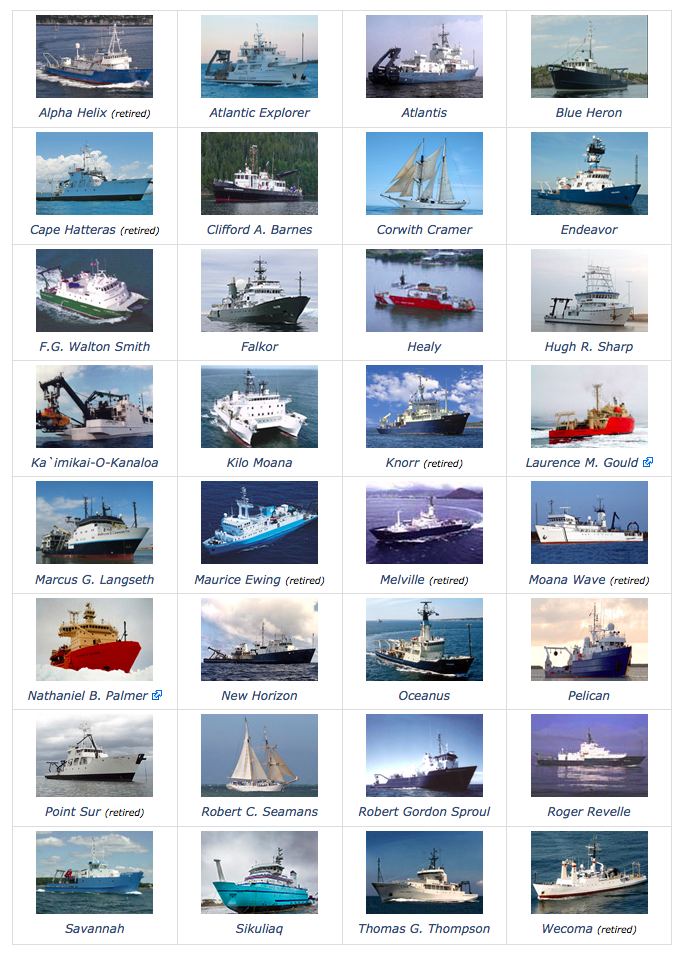 Alpha Helix (retired) Atlantic Explorer Atlantis Blue Heron
Cape Hatteras (retired) Clifford A. Barnes Corwith Cramer Endeavor
F.G. Walton Smith Falkor Healy Hugh R. Sharp
Ka`imikai-O-Kanaloa Kilo Moana Knorr (retired) Laurence M. Gould
Marcus G. Langseth Maurice Ewing (retired) Melville (retired) Moana Wave (retired)
Nathaniel B. Palmer New Horizon Oceanus Pelican
Point Sur (retired) Robert C. Seamans Robert Gordon Sproul Roger Revelle
Savannah Sikuliaq Thomas G. Thompson Wecoma (retired)